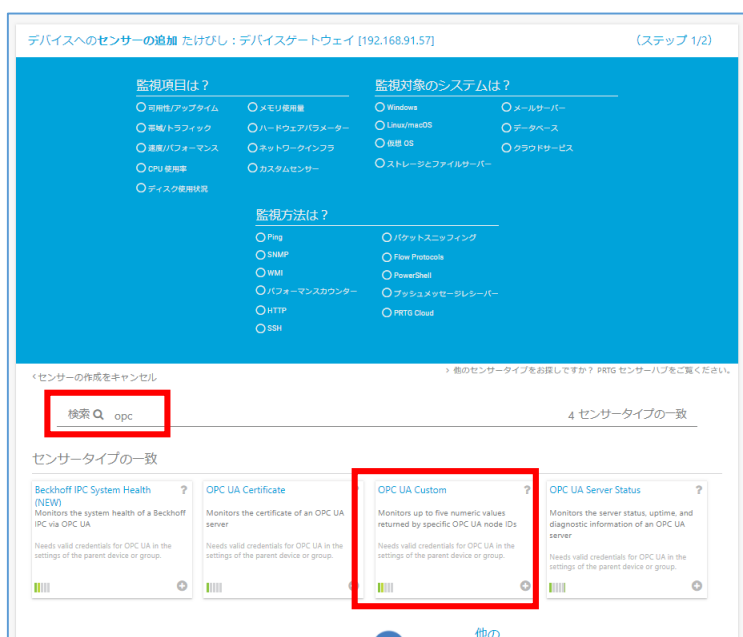 デバイスへのセンサーの追加 たけびし：デバイスゲートウェイ [192.168.91.57]
（ステップ 1/2）
監視項目は？
可用性/アップタイム
メモリ使用量
帯域/トラフィック
ハードウェアパラメーター
速度/パフォーマンス
ネットワークインフラ
CPU 使用率
カスタムセンサー
ディスク使用状況
監視対象のシステムは？
Windows
メールサーバー
Linux/macOS
データベース
仮想 OS
クラウドサービス
ストレージとファイルサーバー
監視方法は？
Ping
パケットスニッフィング
SNMP
Flow Protocols
WMI
PowerShell
パフォーマンスカウンター
プッシュメッセージレシーバー
HTTP
PRTG Cloud
SSH
‹センサーの作成をキャンセル
› 他のセンサータイプをお探しですか？ PRTG センサーハブをご覧ください。
検索 opc
4 センサータイプの一致
センサータイプの一致
Beckhoff IPC System Health
(NEW)
?
Monitors the system health of a Beckhoff
IPC via OPC UA
Needs valid credentials for OPC UA in the
settings of the parent device or group.
OPC UA Certificate
?
Monitors the certificate of an OPC UA
server
Needs valid credentials for OPC UA in the
settings of the parent device or group.
OPC UA Custom
?
Monitors up to five numeric values
returned by specific OPC UA node IDs
Needs valid credentials for OPC UA in the
settings of the parent device or group.
OPC UA Server Status
?
Monitors the server status, uptime, and
diagnostic information of an OPC UA
server
Needs valid credentials for OPC UA in the
settings of the parent device or group.
他の